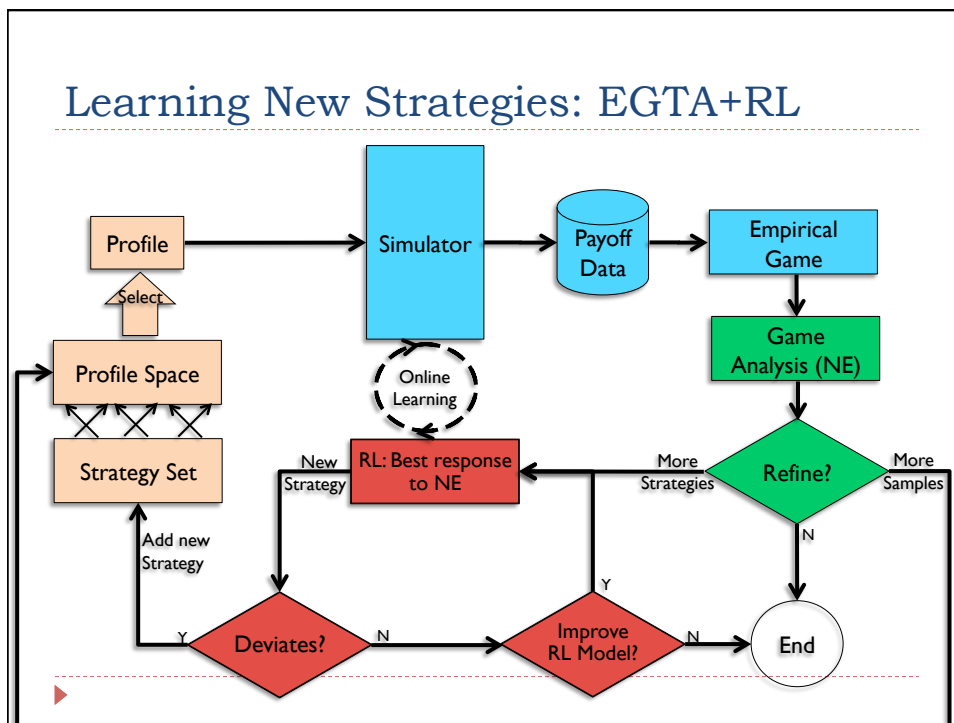 Learning New Strategies: EGTA+RL
Profile
Simulator
Payoff
Data
Empirical
Game
Select
Game
Analysis (NE)
Profile Space
Online
Learning
Strategy Set
New
Strategy
RL: Best response
to NE
More
Strategies
Refine?
More
Samples
Add new
Strategy
N
Y
Y
Deviates?
N
Improve
RL Model?
N
End